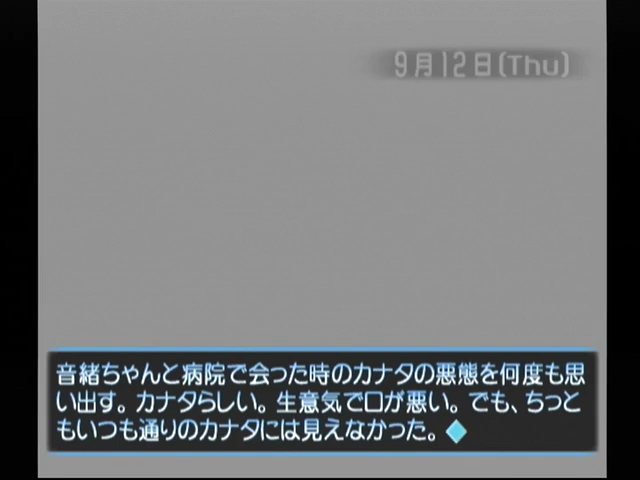 9月12日(Thu)
音緒ちゃんと病院で会った時のカナタの悪態を何度も思
い出す。カナタらしい。生意気で口が悪い。でも、ちっと
もいつも通りのカナタには見えなかった。